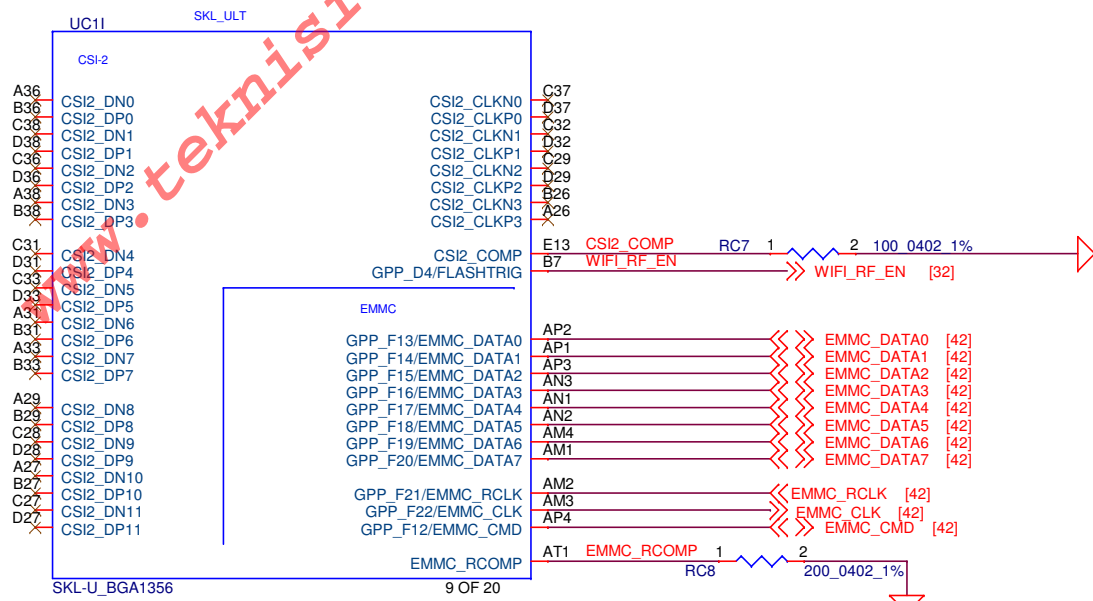 UC1I
SKL_ULT
CSI-2
A36 CSI2_DN0
B36 CSI2_DP0
C38 CSI2_DN1
D38 CSI2_DP1
C36 CSI2_DN2
D36 CSI2_DP2
A38 CSI2_DN3
B38 CSI2_DP3
C31 CSI2_DN4
D31 CSI2_DP4
C33 CSI2_DN5
D33 CSI2_DP5
A31 CSI2_DN6
B31 CSI2_DP6
A33 CSI2_DN7
B33 CSI2_DP7
A29 CSI2_DN8
B29 CSI2_DP8
C28 CSI2_DN9
D28 CSI2_DP9
A27 CSI2_DN10
B27 CSI2_DP10
C27 CSI2_DN11
D27 CSI2_DP11
CSI2_CLKN0 C37
CSI2_CLKP0 D37
CSI2_CLKN1 C32
CSI2_CLKP1 D32
CSI2_CLKN2 C29
CSI2_CLKP2 D29
CSI2_CLKN3 B26
CSI2_CLKP3 A26
CSI2_COMP E13 CSI2_COMP RC7 1 2 100_0402_1%
GPP_D4/FLASHTRIG B7 WIFI_RF_EN WIFI_RF_EN [32]
EMMC
GPP_F13/EMMC_DATA0 AP2 EMMC_DATA0 [42]
GPP_F14/EMMC_DATA1 AP1 EMMC_DATA1 [42]
GPP_F15/EMMC_DATA2 AP3 EMMC_DATA2 [42]
GPP_F16/EMMC_DATA3 AN3 EMMC_DATA3 [42]
GPP_F17/EMMC_DATA4 AN1 EMMC_DATA4 [42]
GPP_F18/EMMC_DATA5 AN2 EMMC_DATA5 [42]
GPP_F19/EMMC_DATA6 AM4 EMMC_DATA6 [42]
GPP_F20/EMMC_DATA7 AM1 EMMC_DATA7 [42]
GPP_F21/EMMC_RCLK AM2 EMMC_RCLK [42]
GPP_F22/EMMC_CLK AM3 EMMC_CLK [42]
GPP_F12/EMMC_CMD AP4 EMMC_CMD [42]
EMMC_RCOMP AT1 EMMC_RCOMP RC8 1 2 200_0402_1%
SKL-U_BGA1356
9 OF 20
www.teknisi